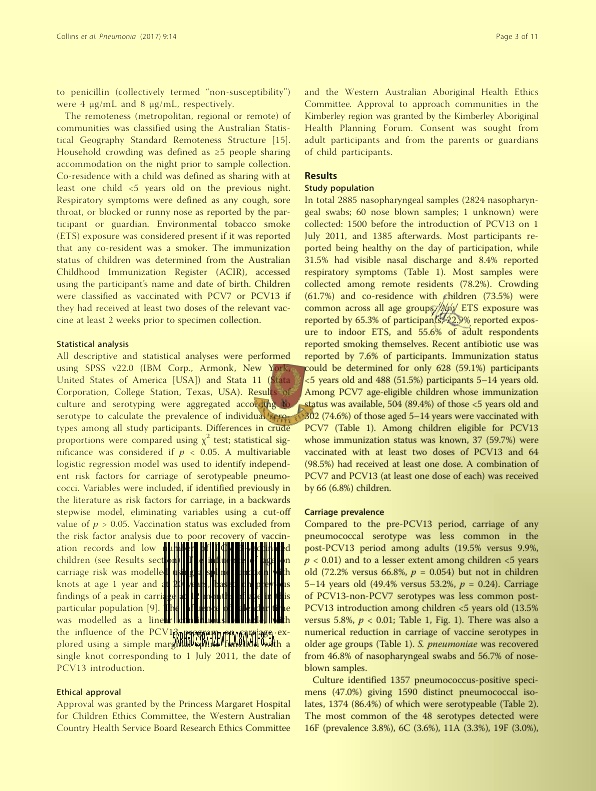 Collins et al. Pneumonia (2017) 9:14
Page 3 of 11
to penicillin (collectively termed “non-susceptibility”)
were 4 μg/mL and 8 μg/mL, respectively.
The remoteness (metropolitan, regional or remote) of
communities was classified using the Australian Statis-
tical Geography Standard Remoteness Structure [15].
Household crowding was defined as ≥5 people sharing
accommodation on the night prior to sample collection.
Co-residence with a child was defined as sharing with at
least one child <5 years old on the previous night.
Respiratory symptoms were defined as any cough, sore
throat, or blocked or runny nose as reported by the par-
ticipant or guardian. Environmental tobacco smoke
(ETS) exposure was considered present if it was reported
that any co-resident was a smoker. The immunization
status of children was determined from the Australian
Childhood Immunization Register (ACIR), accessed
using the participant's name and date of birth. Children
were classified as vaccinated with PCV7 or PCV13 if
they had received at least two doses of the relevant vac-
cine at least 2 weeks prior to specimen collection.
Statistical analysis
All descriptive and statistical analyses were performed
using SPSS v22.0 (IBM Corp., Armonk, New York,
United States of America [USA]) and Stata 11 (Stata
Corporation, College Station, Texas, USA). Results of
culture and serotyping were aggregated according to
serotype to calculate the prevalence of individual sero-
types among all study participants. Differences in crude
proportions were compared using χ2 test; statistical sig-
nificance was considered if p < 0.05. A multivariable
logistic regression model was used to identify independ-
ent risk factors for carriage of serotypeable pneumo-
cocci. Variables were included, if identified previously in
the literature as risk factors for carriage, in a backwards
stepwise model, eliminating variables using a cut-off
value of p > 0.05. Vaccination status was excluded from
the risk factor analysis due to poor recovery of vaccin-
ation records and low
children (see Results
carriage risk was modelled
knots at age 1 year and
findings of a peak in
particular population [9]. The
was modelled as a with
the influence of the PCV13 ex-
plored using a simple with a
single knot corresponding to 1 July 2011, the date of
PCV13 introduction.
Ethical approval
Approval was granted by the Princess Margaret Hospital
for Children Ethics Committee, the Western Australian
Country Health Service Board Research Ethics Committee
and the Western Australian Aboriginal Health Ethics
Committee. Approval to approach communities in the
Kimberley region was granted by the Kimberley Aboriginal
Health Planning Forum. Consent was sought from
adult participants and from the parents or guardians
of child participants.
Results
Study population
In total 2885 nasopharyngeal samples (2824 nasopharyn-
geal swabs; 60 nose blown samples; 1 unknown) were
collected: 1500 before the introduction of PCV13 on 1
July 2011, and 1385 afterwards. Most participants re-
ported being healthy on the day of participation, while
31.5% had visible nasal discharge and 8.4% reported
respiratory symptoms (Table 1). Most samples were
collected among remote residents (78.2%). Crowding
(61.7%) and co-residence with children (73.5%) were
common across all age groups. Any ETS exposure was
reported by 65.3% of participants; 22.9% reported expos-
ure to indoor ETS, and 55.6% of adult respondents
reported smoking themselves. Recent antibiotic use was
reported by 7.6% of participants. Immunization status
could be determined for only 628 (59.1%) participants
<5 years old and 488 (51.5%) participants 5–14 years old.
Among PCV7 age-eligible children whose immunization
status was available, 504 (89.4%) of those <5 years old and
302 (74.6%) of those aged 5–14 years were vaccinated with
PCV7 (Table 1). Among children eligible for PCV13
whose immunization status was known, 37 (59.7%) were
vaccinated with at least two doses of PCV13 and 64
(98.5%) had received at least one dose. A combination of
PCV7 and PCV13 (at least one dose of each) was received
by 66 (6.8%) children.
Carriage prevalence
Compared to the pre-PCV13 period, carriage of any
pneumococcal serotype was less common in the
post-PCV13 period among adults (19.5% versus 9.9%,
p < 0.01) and to a lesser extent among children <5 years
old (72.2% versus 66.8%, p = 0.054) but not in children
5–14 years old (49.4% versus 53.2%, p = 0.24). Carriage
of PCV13-non-PCV7 serotypes was less common post-
PCV13 introduction among children <5 years old (13.5%
versus 5.8%, p < 0.01; Table 1, Fig. 1). There was also a
numerical reduction in carriage of vaccine serotypes in
older age groups (Table 1). S. pneumoniae was recovered
from 46.8% of nasopharyngeal swabs and 56.7% of nose-
blown samples.
Culture identified 1357 pneumococcus-positive speci-
mens (47.0%) giving 1590 distinct pneumococcal iso-
lates, 1374 (86.4%) of which were serotypeable (Table 2).
The most common of the 48 serotypes detected were
16F (prevalence 3.8%), 6C (3.6%), 11A (3.3%), 19F (3.0%),